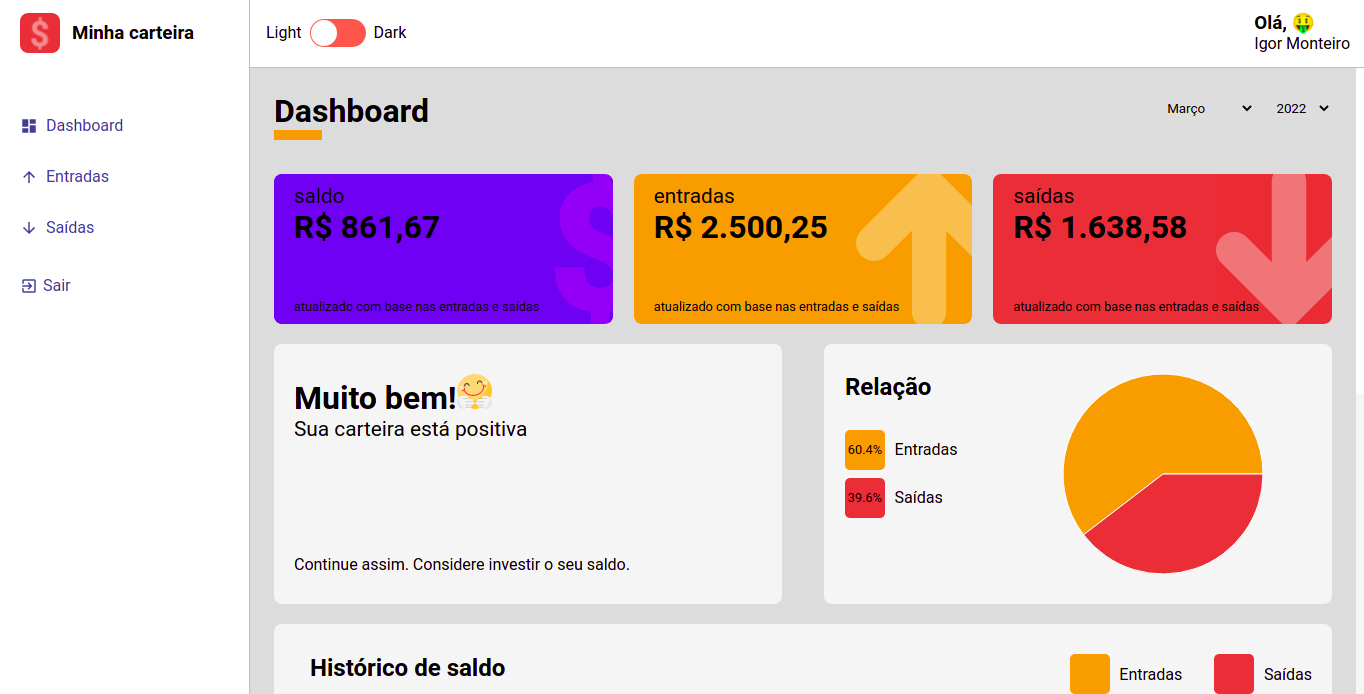 Minha carteira
Light
Dark
Olá, 🤑
Igor Monteiro
Dashboard
Entradas
Saídas
Sair
Dashboard
Março
2022
saldo
R$ 861,67
atualizado com base nas entradas e saídas
entradas
R$ 2.500,25
atualizado com base nas entradas e saídas
saídas
R$ 1.638,58
atualizado com base nas entradas e saídas
Muito bem!
Sua carteira está positiva
Continue assim. Considere investir o seu saldo.
Relação
60.4% Entradas
39.6% Saídas
Histórico de saldo
Entradas
Saídas